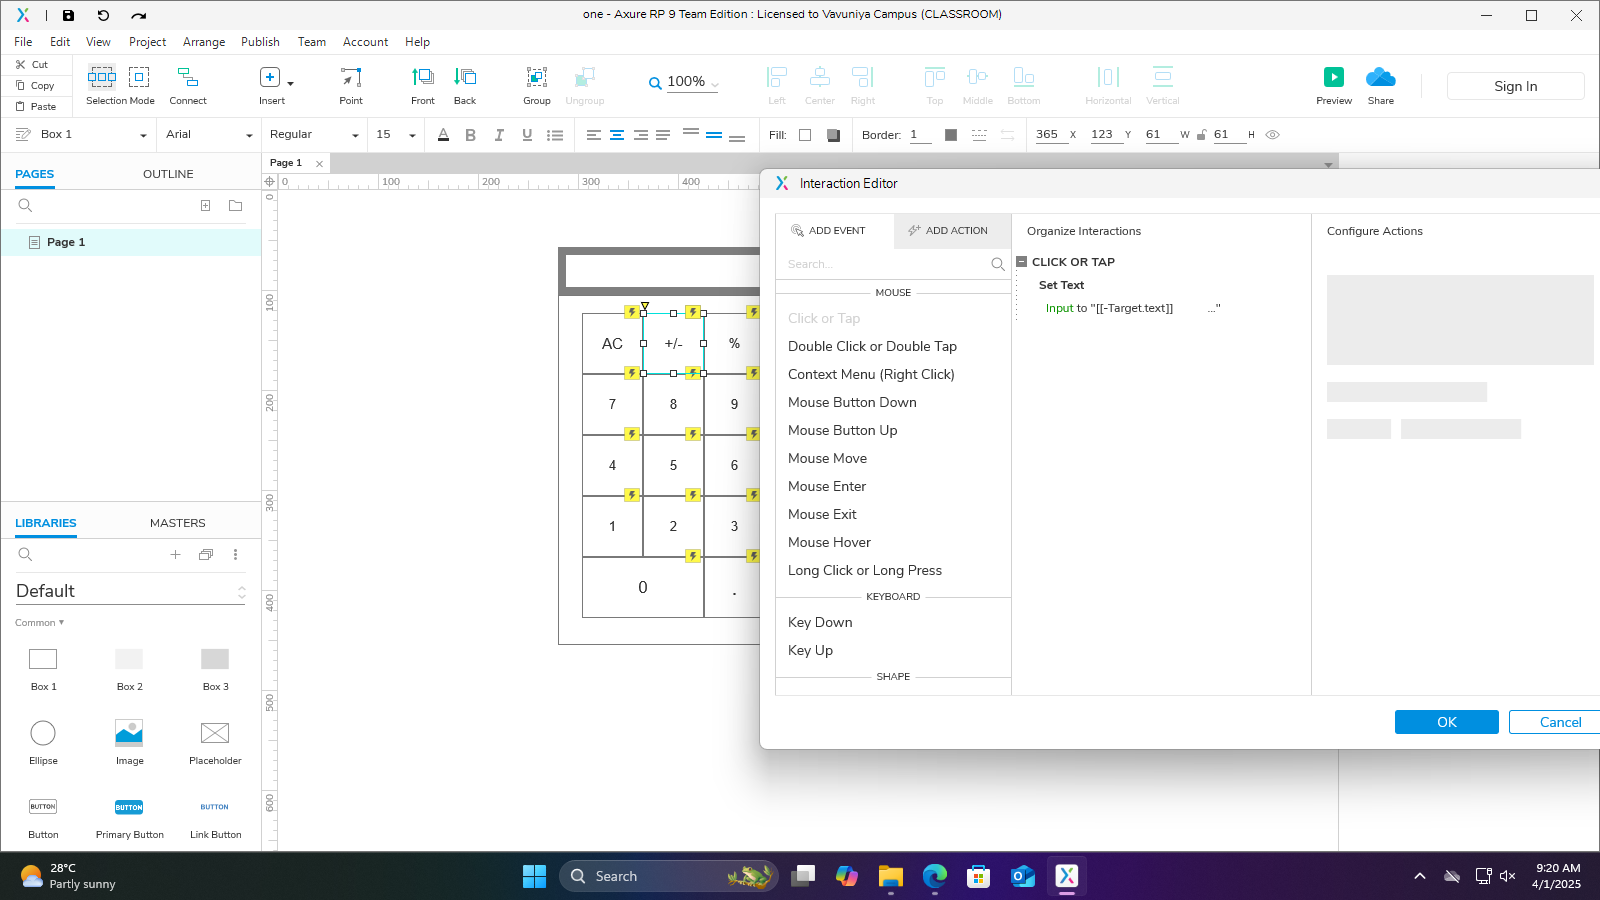 one - Axure RP 9 Team Edition : Licensed to Vavuniya Campus (CLASSROOM)
File Edit View Project Arrange Publish Team Account Help
Cut
Copy
Paste
Selection Mode Connect Insert Point Front Back Group Ungroup 100% Left Center Right Top Middle Bottom Horizontal Vertical Preview Share Sign In
Box 1 Arial Regular 15 A B I U Fill: Border: 1 365 X 123 Y 61 W 61 H
PAGES OUTLINE
Page 1
Page 1
0 100 200 300 400
0
100
200
300
400
500
600
AC +/- %
7 8 9
4 5 6
1 2 3
0 .
LIBRARIES MASTERS
Default
Common
Box 1 Box 2 Box 3
Ellipse Image Placeholder
BUTTON BUTTON BUTTON
Button Primary Button Link Button
Interaction Editor
ADD EVENT ADD ACTION
Search...
MOUSE
Click or Tap
Double Click or Double Tap
Context Menu (Right Click)
Mouse Button Down
Mouse Button Up
Mouse Move
Mouse Enter
Mouse Exit
Mouse Hover
Long Click or Long Press
KEYBOARD
Key Down
Key Up
SHAPE
Organize Interactions
CLICK OR TAP
Set Text
Input to "[[-Target.text]] ..."
Configure Actions
OK Cancel
28°C
Partly sunny
Search
9:20 AM
4/1/2025